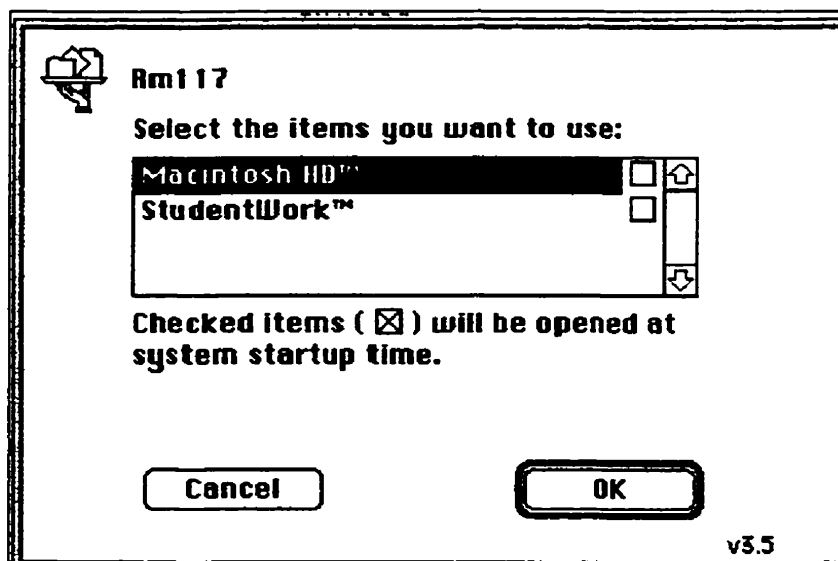 Rm117
Select the items you want to use:
Macintosh HD™
StudentWork™
Checked items ( ☒ ) will be opened at
system startup time.
Cancel
OK
v3.5